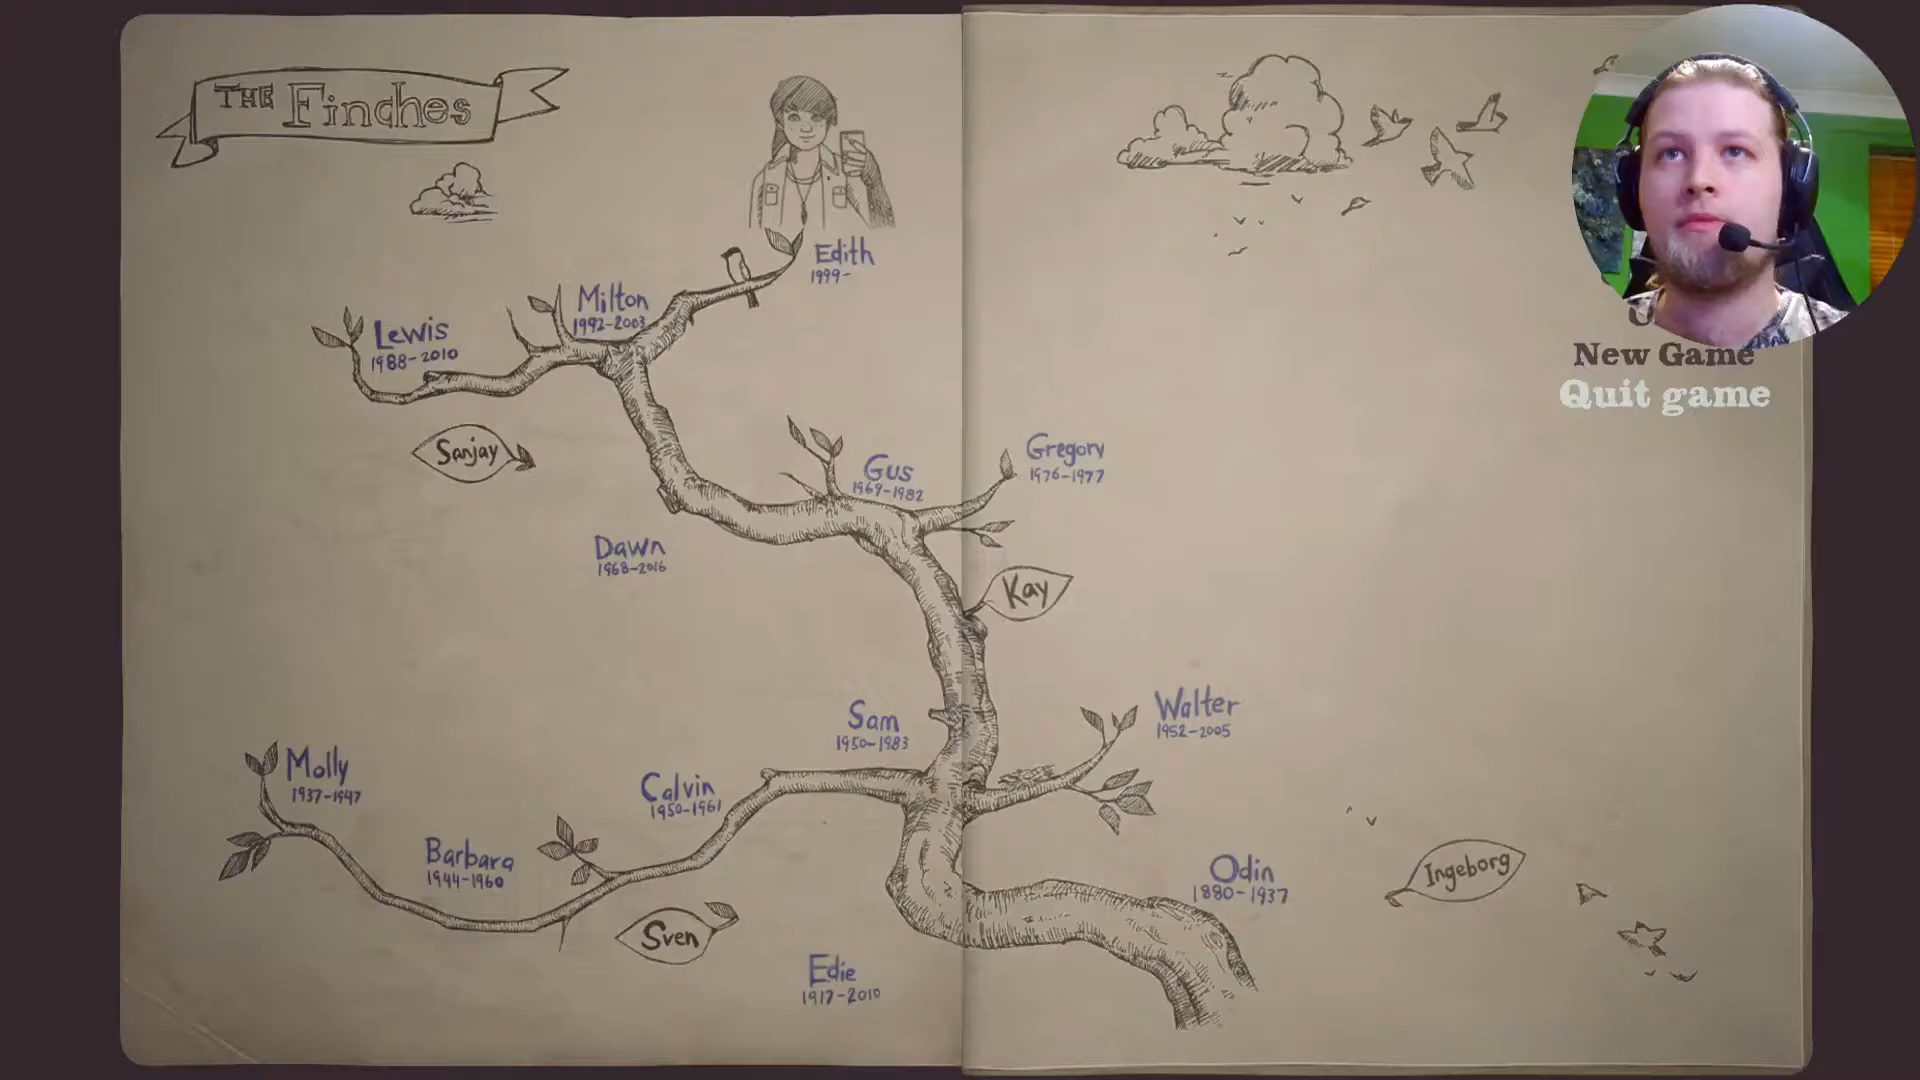 THE Finches
Edith
1999-
Milton
1992-2003
Lewis
1988-2010
New Game
Quit game
Sanjay
Gus
1969-1982
Gregory
1976-1977
Dawn
1968-2016
Kay
Sam
1950-1983
Walter
1952-2005
Molly
1937-1947
Calvin
1950-1961
Barbara
1944-1960
Odin
1880-1937
Ingeborg
Sven
Edie
1917-2010